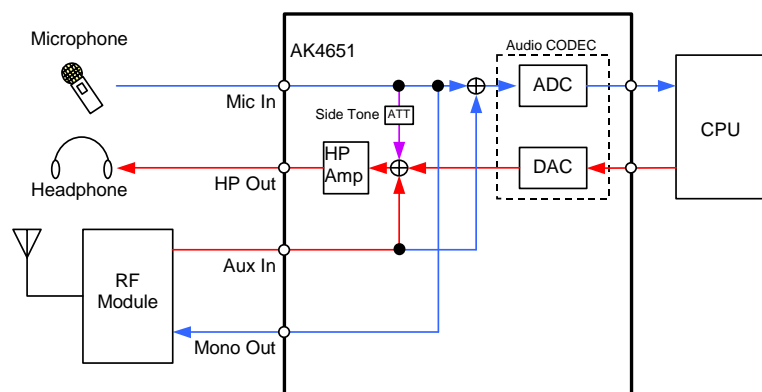 Microphone
AK4651
Audio CODEC
Mic In
ADC
Side Tone
ATT
CPU
HP
Amp
DAC
Headphone
HP Out
Aux In
RF
Module
Mono Out